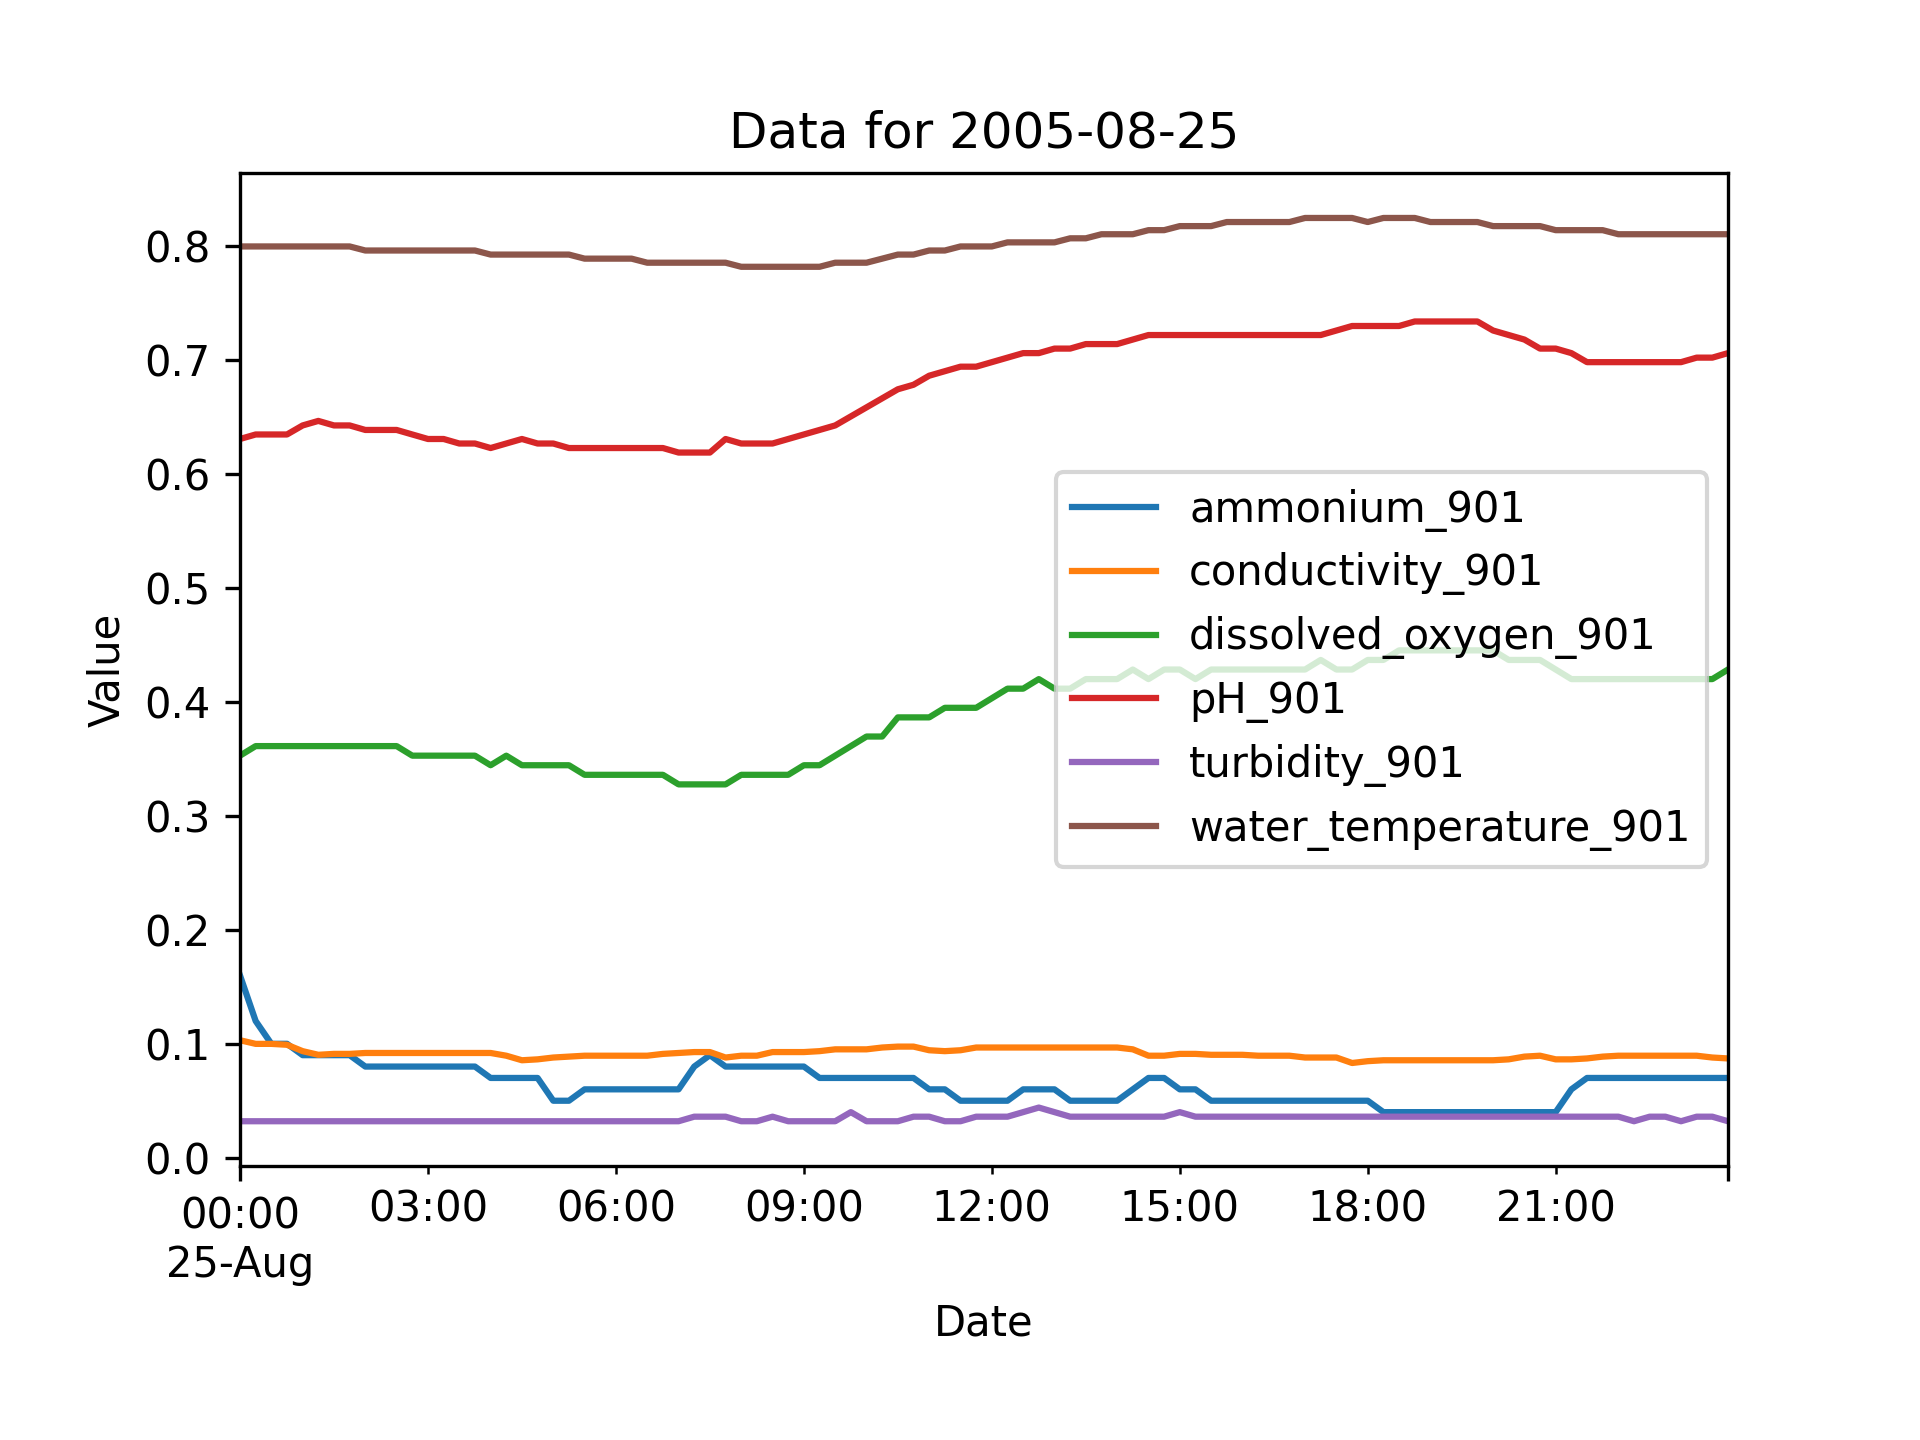 Data for 2005-08-25
0.8
0.7
0.6
0.5
0.4
0.3
0.2
0.1
0.0
Value
ammonium_901
conductivity_901
dissolved_oxygen_901
pH_901
turbidity_901
water_temperature_901
00:00 03:00 06:00 09:00 12:00 15:00 18:00 21:00
25-Aug
Date